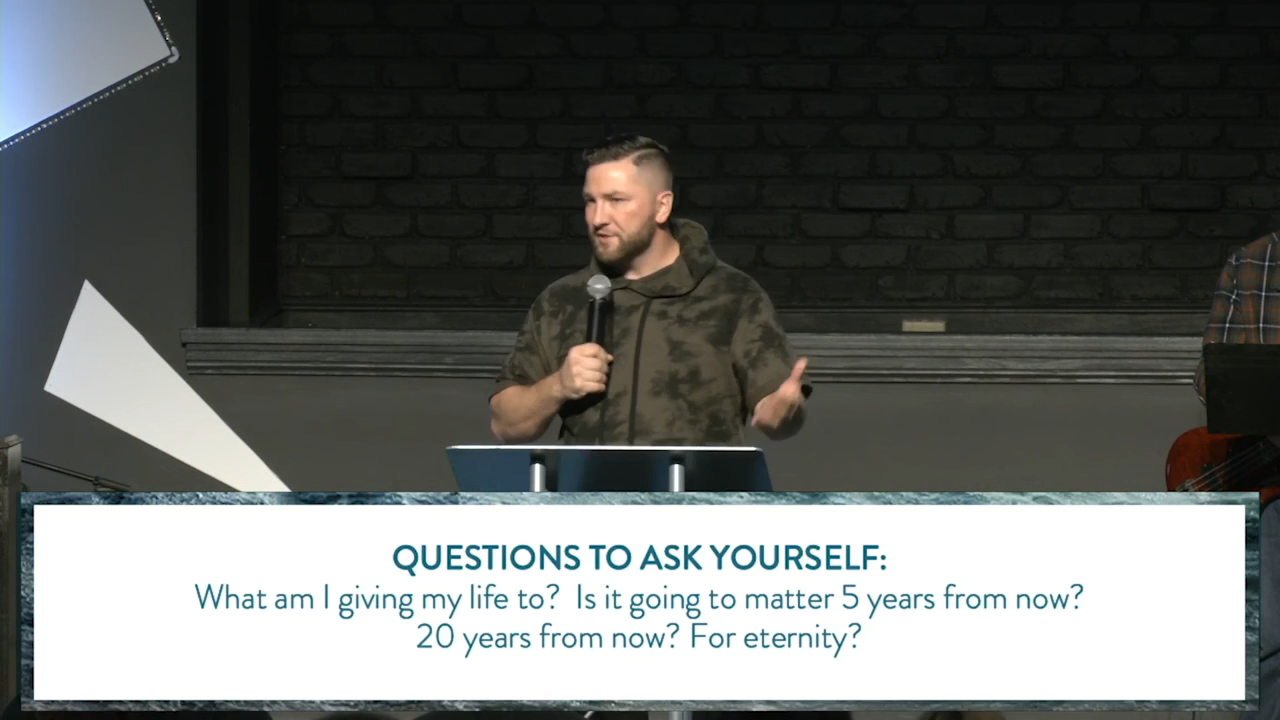 QUESTIONS TO ASK YOURSELF:
What am I giving my life to?  Is it going to matter 5 years from now?
20 years from now? For eternity?